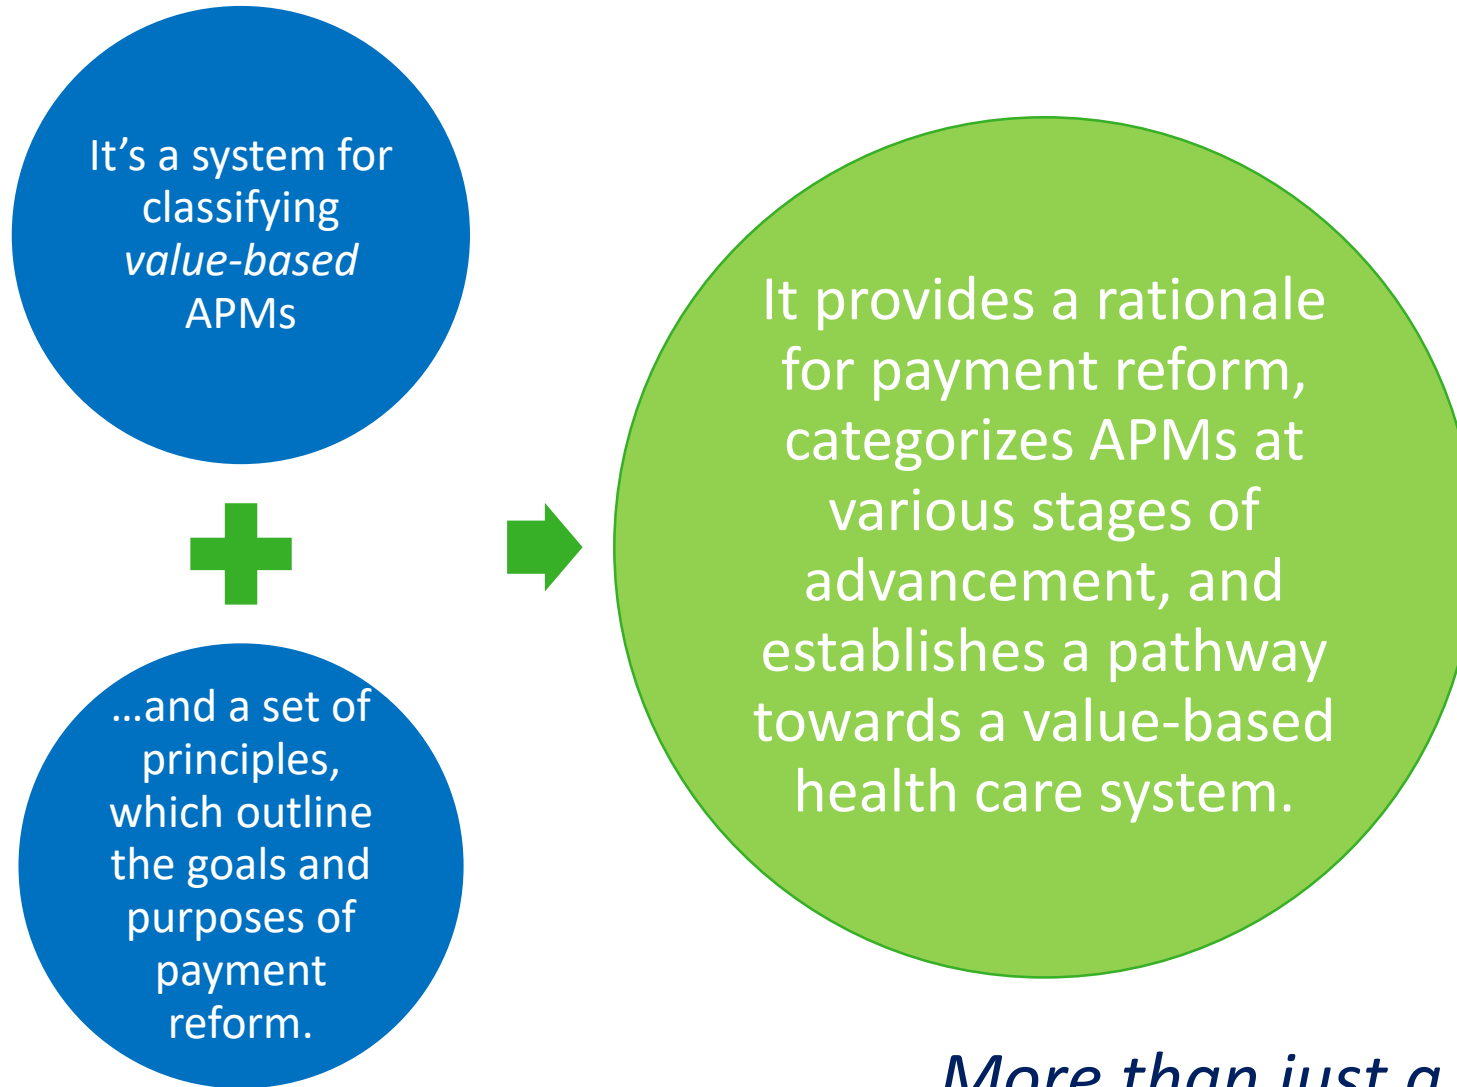 It’s a system for
classifying
value-based
APMs
…and a set of
principles,
which outline
the goals and
purposes of
payment
reform.
It provides a rationale
for payment reform,
categorizes APMs at
various stages of
advancement, and
establishes a pathway
towards a value-based
health care system.
More than just a